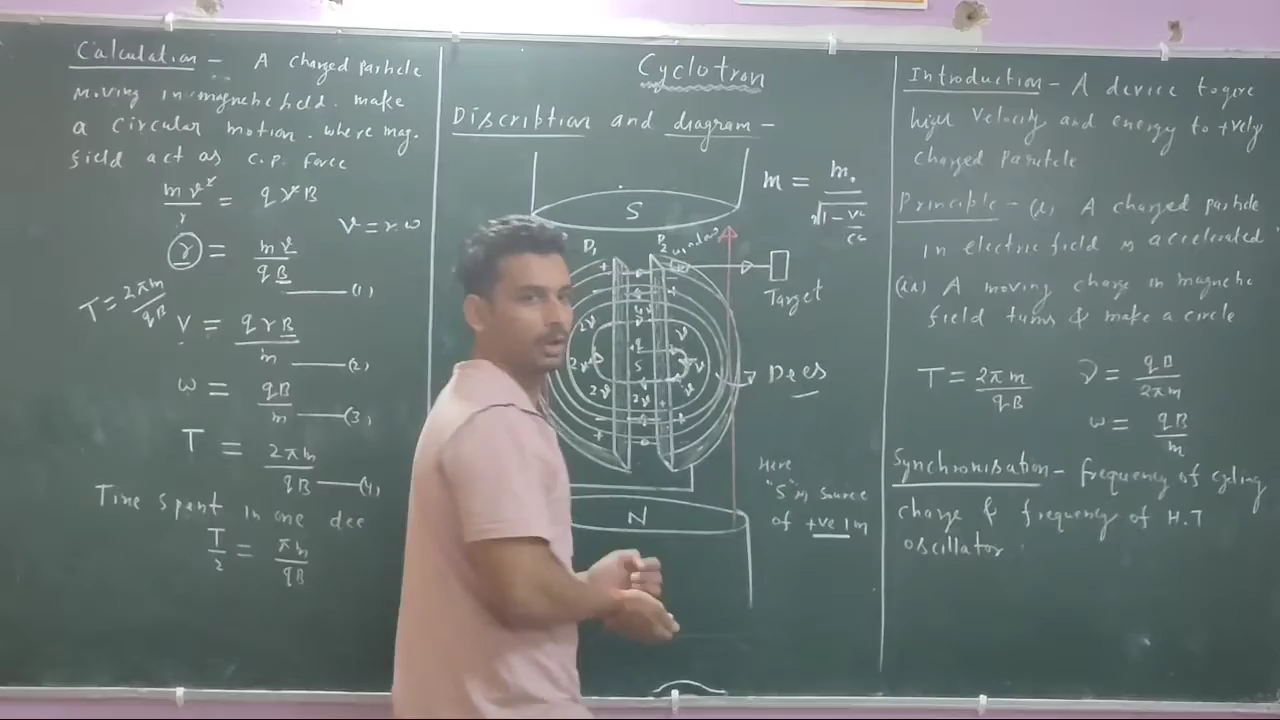 Calculation - A charged particle
moving in magnetic field. make
a circular motion. where mag.
field act as C.P. Force
mv²/r = qvB
v = rω
r = mv/qB —(1)
T = 2πm/qB
V = qrB/m —(2)
ω = qB/m —(3)
T = 2πm/qB —(4)
Time spent in one dee
T/2 = πm/qB
Cyclotron
Discription and diagram -
S
m = m₀/√1-v²/c²
D₁
D₂
window
Target
Dees
S
N
Here
"S" is source
of +ve Im
Introduction - A device to give
high Velocity and energy to +vely
charged particle
Principle - (i) A charged particle
in electric field is accelerated
(ii) A moving charge in magnetic
field turns & make a circle
T = 2πm/qB
ν = qB/2πm
ω = qB/m
Synchronisation - frequency of cycling
charge & frequency of H.T
oscillator